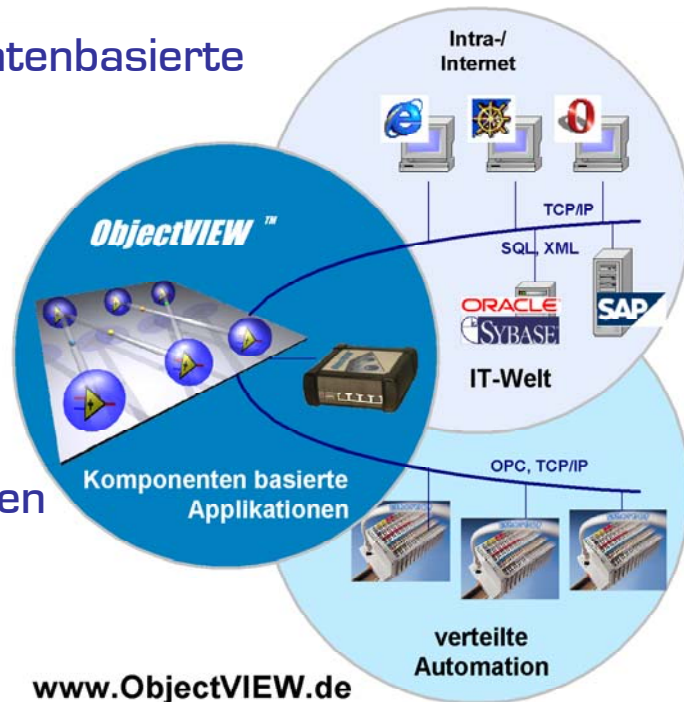 ntenbasierte
Intra-/
Internet
ObjectVIEW ™
TCP/IP
SQL, XML
ORACLE
SYBASE
SAP
IT-Welt
Komponenten basierte
Applikationen
en
OPC, TCP/IP
verteilte
Automation
www.ObjectVIEW.de